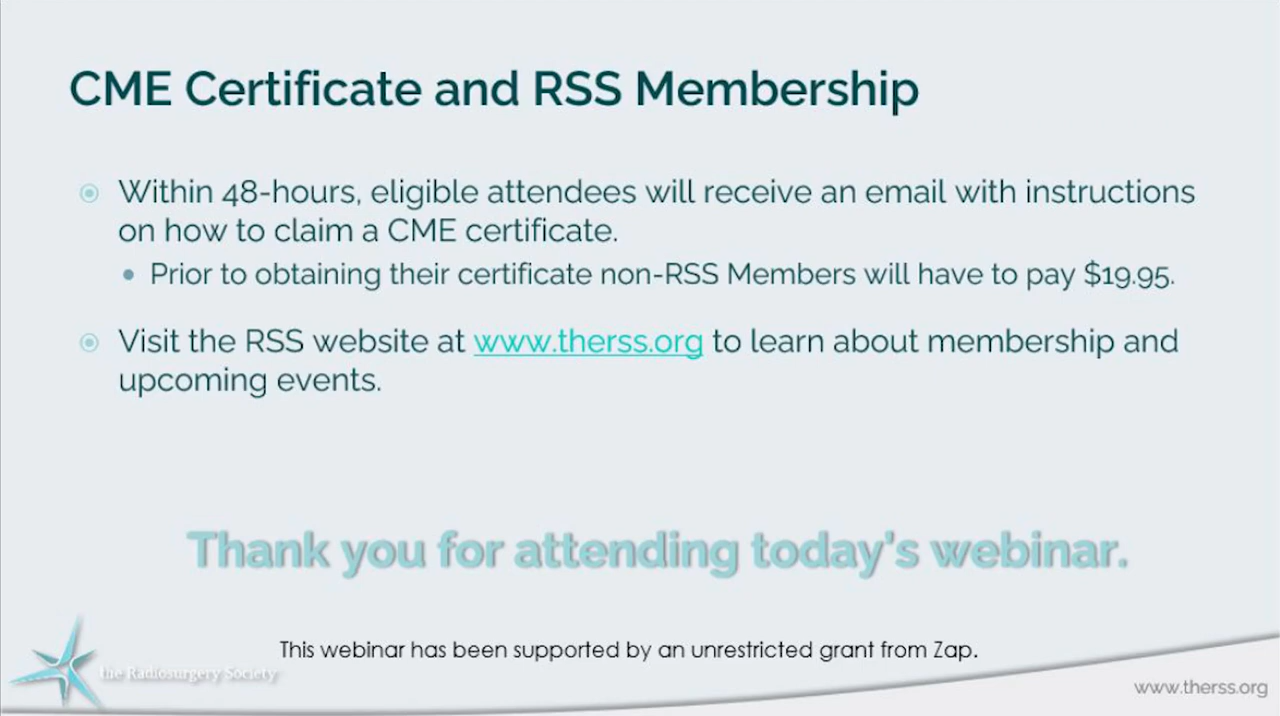 CME Certificate and RSS Membership
Within 48-hours, eligible attendees will receive an email with instructions
on how to claim a CME certificate.
Prior to obtaining their certificate non-RSS Members will have to pay $19.95.
Visit the RSS website at www.therss.org to learn about membership and
upcoming events.
Thank you for attending today's webinar.
This webinar has been supported by an unrestricted grant from Zap.
The Radiosurgery Society
www.therss.org